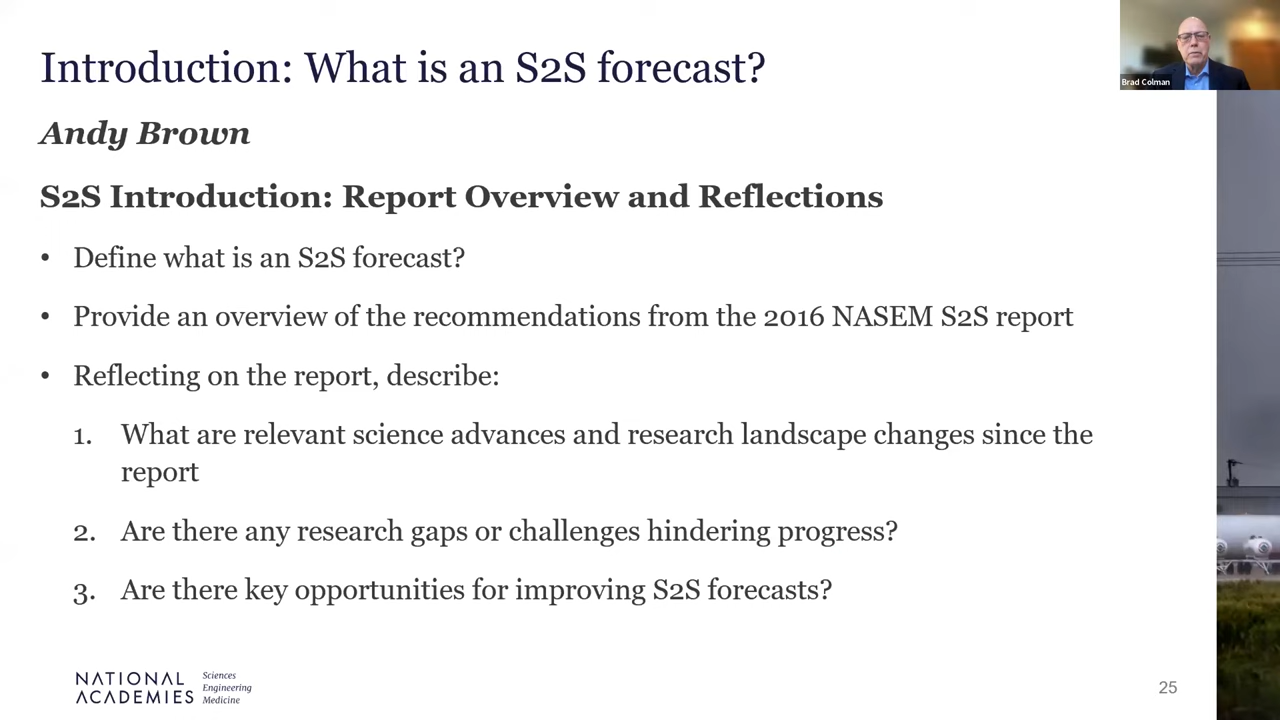 Introduction: What is an S2S forecast?
Brad Colman
Andy Brown
S2S Introduction: Report Overview and Reflections
• Define what is an S2S forecast?
• Provide an overview of the recommendations from the 2016 NASEM S2S report
• Reflecting on the report, describe:
1. What are relevant science advances and research landscape changes since the
report
2. Are there any research gaps or challenges hindering progress?
3. Are there key opportunities for improving S2S forecasts?
NATIONAL
ACADEMIES
Sciences
Engineering
Medicine
25